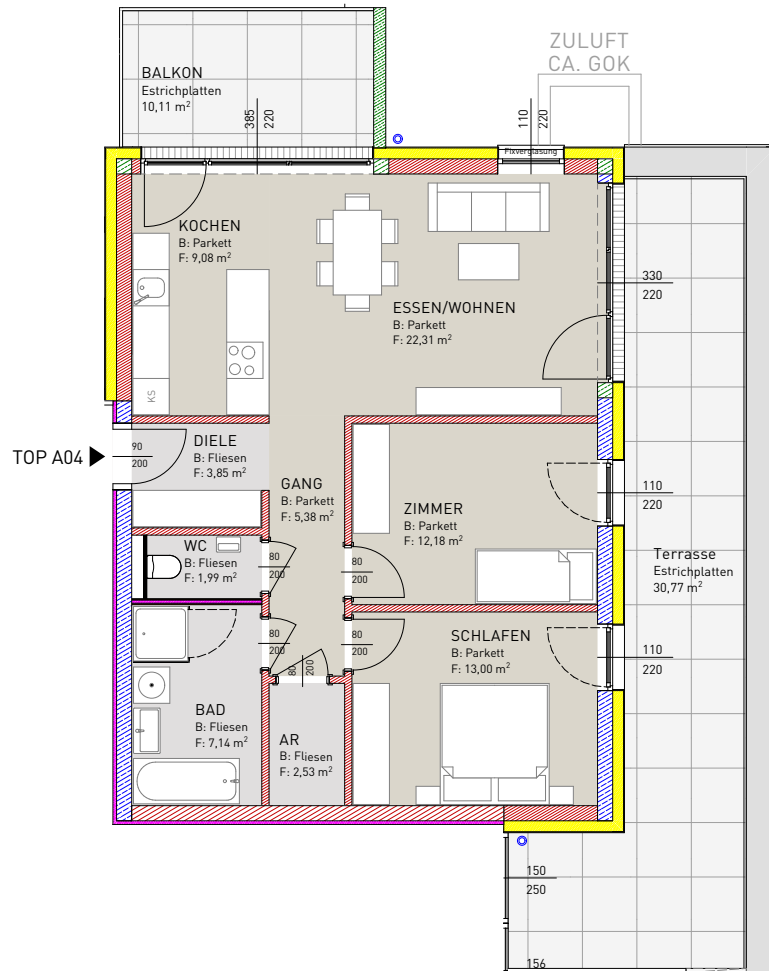 ZULUFT
CA. GOK
BALKON
Estrichplatten
10,11 m²
385
220
110
220
Fixverglasung
KOCHEN
B: Parkett
F: 9,08 m²
330
220
ESSEN/WOHNEN
B: Parkett
F: 22,31 m²
KS
TOP A04
90
200
DIELE
B: Fliesen
F: 3,85 m²
GANG
B: Parkett
F: 5,38 m²
110
220
ZIMMER
B: Parkett
F: 12,18 m²
WC
B: Fliesen
F: 1,99 m²
80
200
80
200
Terrasse
Estrichplatten
30,77 m²
80
200
80
200
80
200
SCHLAFEN
B: Parkett
F: 13,00 m²
110
220
BAD
B: Fliesen
F: 7,14 m²
AR
B: Fliesen
F: 2,53 m²
150
250
156